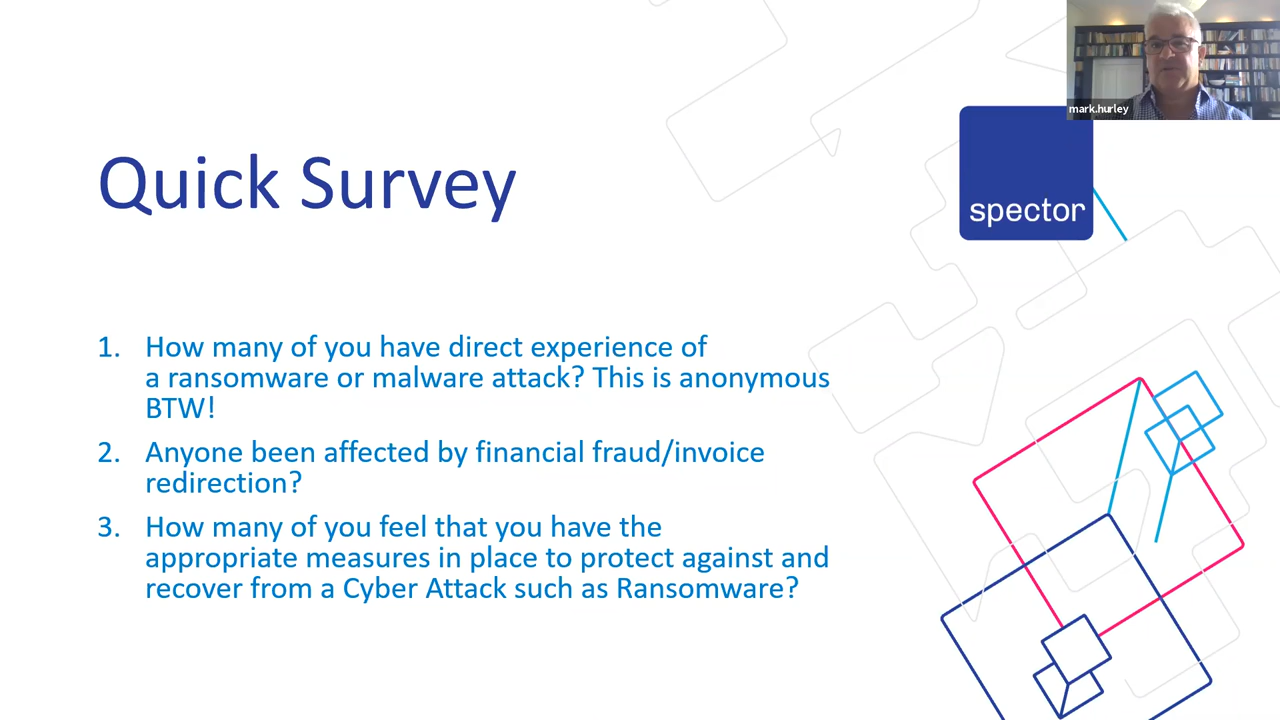 mark.hurley
spector
Quick Survey
1. How many of you have direct experience of
a ransomware or malware attack? This is anonymous
BTW!
2. Anyone been affected by financial fraud/invoice
redirection?
3. How many of you feel that you have the
appropriate measures in place to protect against and
recover from a Cyber Attack such as Ransomware?